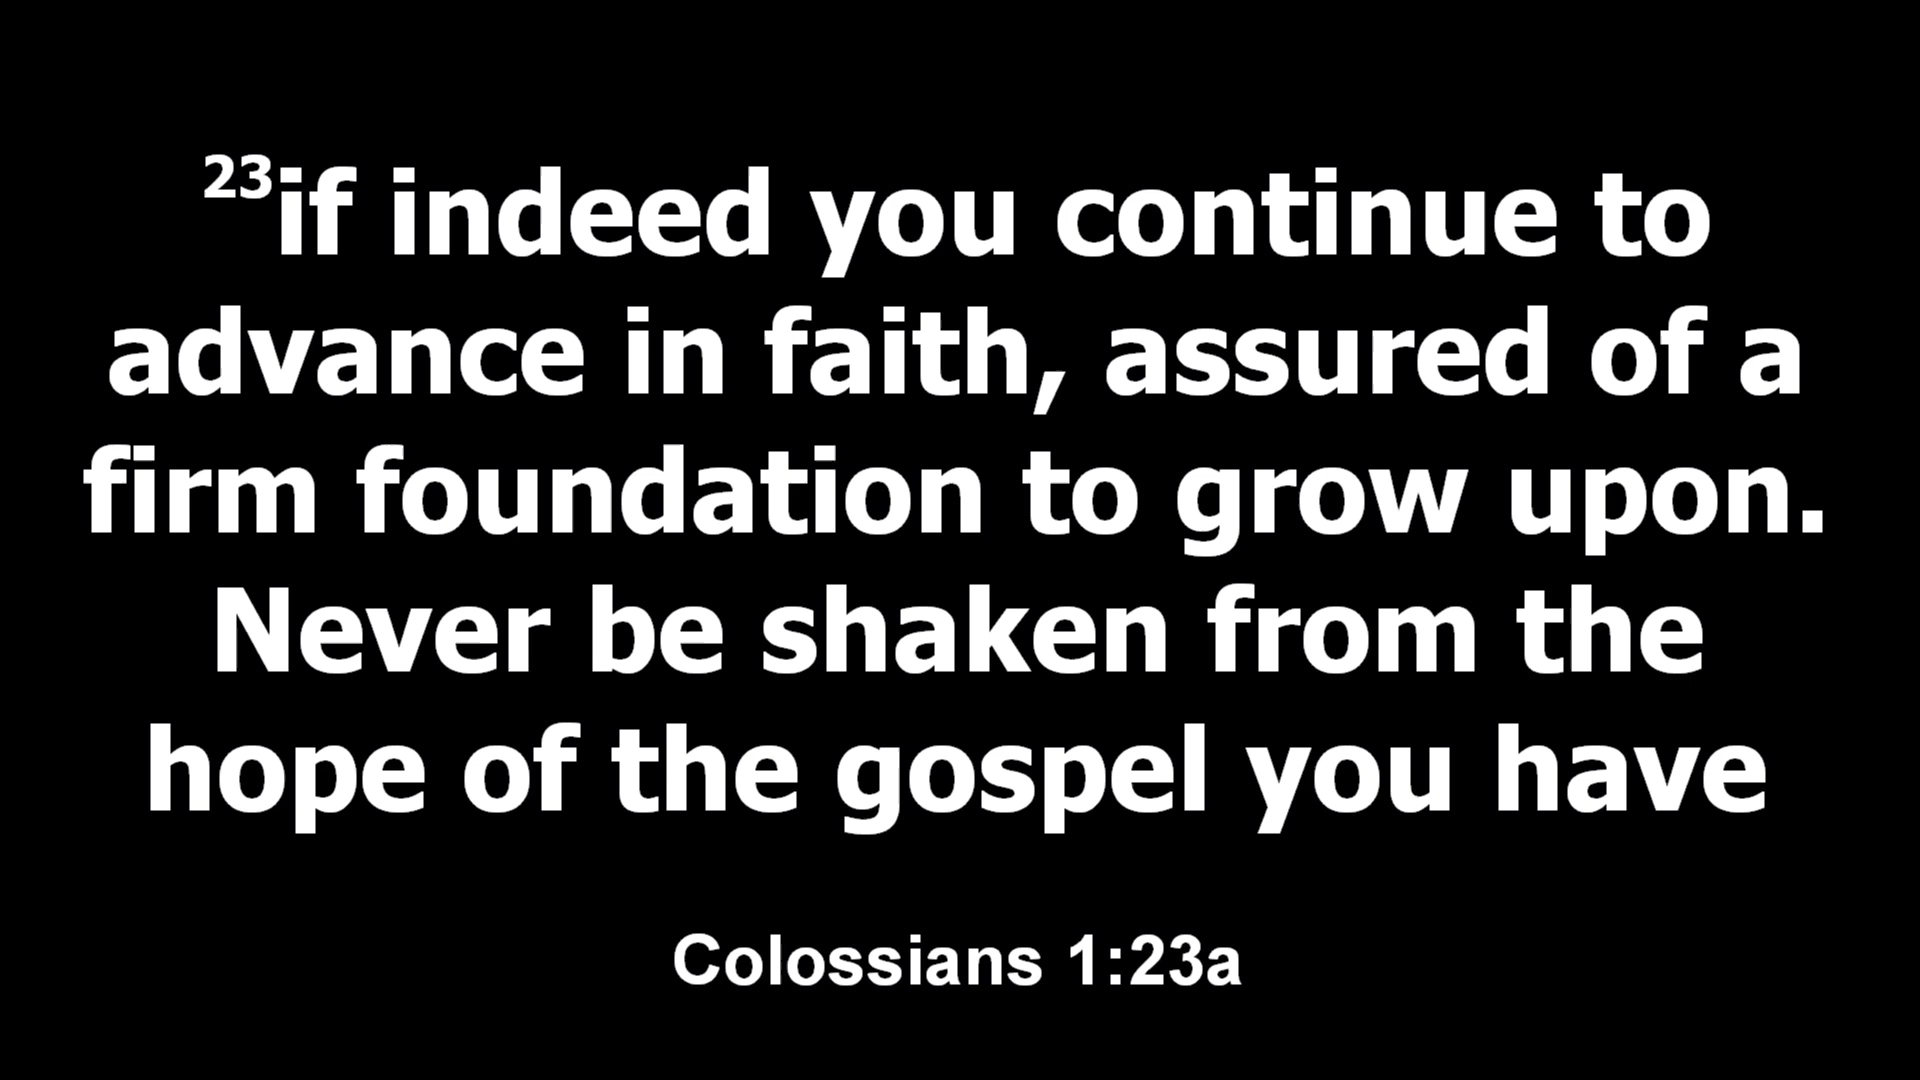 23if indeed you continue to
advance in faith, assured of a
firm foundation to grow upon.
Never be shaken from the
hope of the gospel you have
Colossians 1:23a